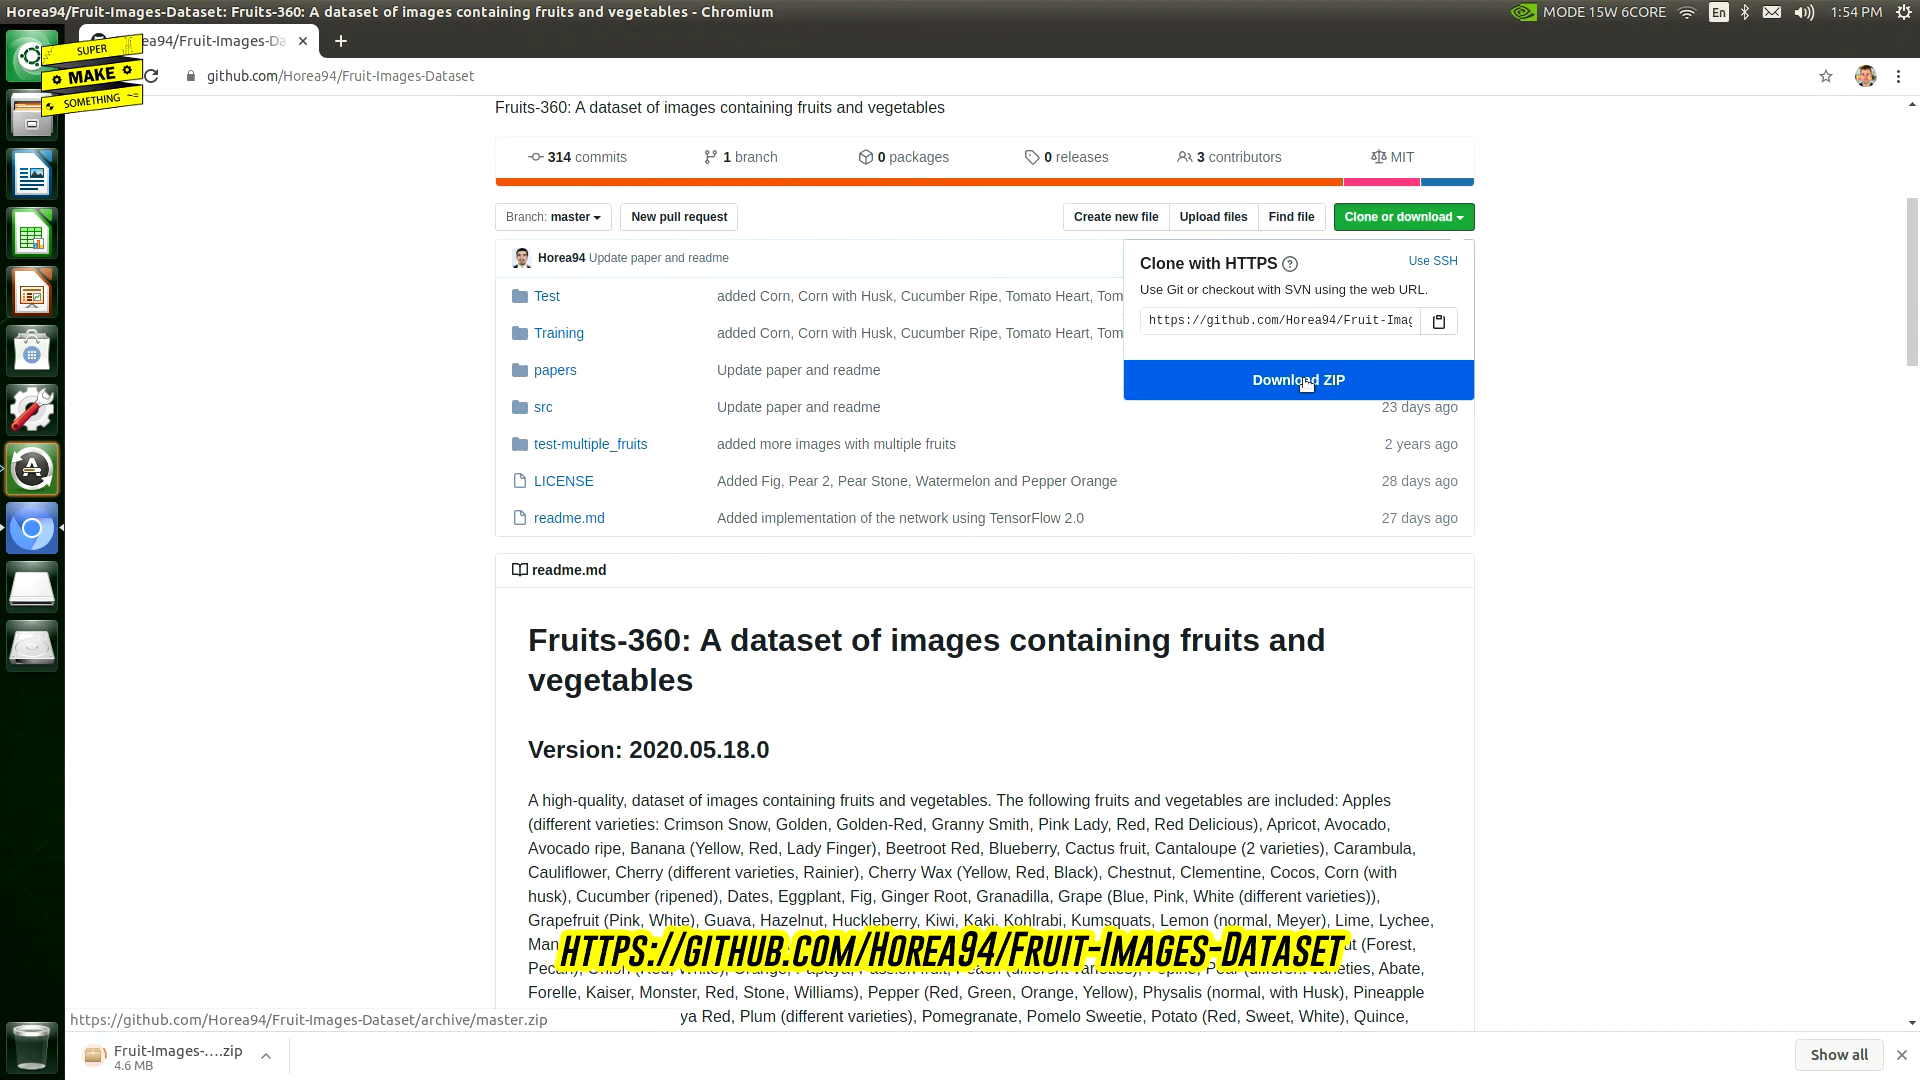 Horea94/Fruit-Images-Dataset: Fruits-360: A dataset of images containing fruits and vegetables - Chromium
MODE 15W 6CORE
En
1:54 PM
ea94/Fruit-Images-Da
SUPER
MAKE
SOMETHING
github.com/Horea94/Fruit-Images-Dataset
Fruits-360: A dataset of images containing fruits and vegetables
314 commits
1 branch
0 packages
0 releases
3 contributors
MIT
Branch: master
New pull request
Create new file
Upload files
Find file
Clone or download
Horea94 Update paper and readme
Clone with HTTPS
Use SSH
Use Git or checkout with SVN using the web URL.
https://github.com/Horea94/Fruit-Imag
Download ZIP
Test added Corn, Corn with Husk, Cucumber Ripe, Tomato Heart, Tom
Training added Corn, Corn with Husk, Cucumber Ripe, Tomato Heart, Tom
papers Update paper and readme
src Update paper and readme 23 days ago
test-multiple_fruits added more images with multiple fruits 2 years ago
LICENSE Added Fig, Pear 2, Pear Stone, Watermelon and Pepper Orange 28 days ago
readme.md Added implementation of the network using TensorFlow 2.0 27 days ago
readme.md
Fruits-360: A dataset of images containing fruits and
vegetables
Version: 2020.05.18.0
A high-quality, dataset of images containing fruits and vegetables. The following fruits and vegetables are included: Apples
(different varieties: Crimson Snow, Golden, Golden-Red, Granny Smith, Pink Lady, Red, Red Delicious), Apricot, Avocado,
Avocado ripe, Banana (Yellow, Red, Lady Finger), Beetroot Red, Blueberry, Cactus fruit, Cantaloupe (2 varieties), Carambula,
Cauliflower, Cherry (different varieties, Rainier), Cherry Wax (Yellow, Red, Black), Chestnut, Clementine, Cocos, Corn (with
husk), Cucumber (ripened), Dates, Eggplant, Fig, Ginger Root, Granadilla, Grape (Blue, Pink, White (different varieties)),
Grapefruit (Pink, White), Guava, Hazelnut, Huckleberry, Kiwi, Kaki, Kohlrabi, Kumsquats, Lemon (normal, Meyer), Lime, Lychee,
Man
https://github.com/Horea94/Fruit-Images-Dataset
(Forest,
Abate,
Forelle, Kaiser, Monster, Red, Stone, Williams), Pepper (Red, Green, Orange, Yellow), Physalis (normal, with Husk), Pineapple
ya Red, Plum (different varieties), Pomegranate, Pomelo Sweetie, Potato (Red, Sweet, White), Quince,
https://github.com/Horea94/Fruit-Images-Dataset/archive/master.zip
Fruit-Images-....zip
4.6 MB
Show all